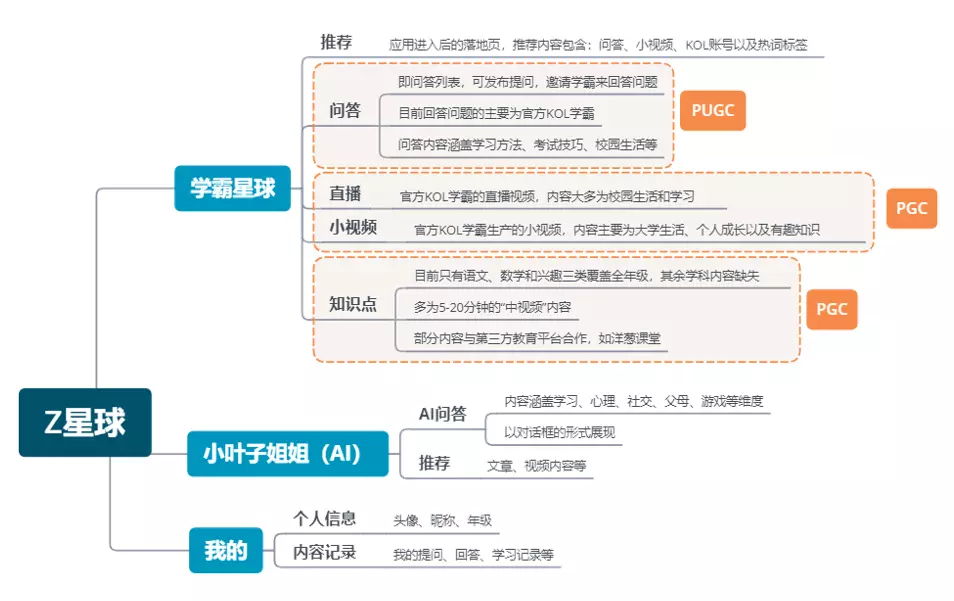 推荐
应用进入后的落地页，推荐内容包含：问答、小视频、KOL账号以及热词标签
即问答列表，可发布提问，邀请学霸来回答问题
问答
目前回答问题的主要为官方KOL学霸
PUGC
问答内容涵盖学习方法、考试技巧、校园生活等
学霸星球
直播
官方KOL学霸的直播视频，内容大多为校园生活和学习
PGC
小视频
官方KOL学霸生产的小视频，内容主要为大学生活、个人成长以及有趣知识
目前只有语文、数学和兴趣三类覆盖全年级，其余学科内容缺失
知识点
多为5-20分钟的“中视频”内容
PGC
部分内容与第三方教育平台合作，如洋葱课堂
Z星球
小叶子姐姐（AI）
AI问答
内容涵盖学习、心理、社交、父母、游戏等维度
以对话框的形式展现
推荐
文章、视频内容等
我的
个人信息
头像、昵称、年级
内容记录
我的提问、回答、学习记录等